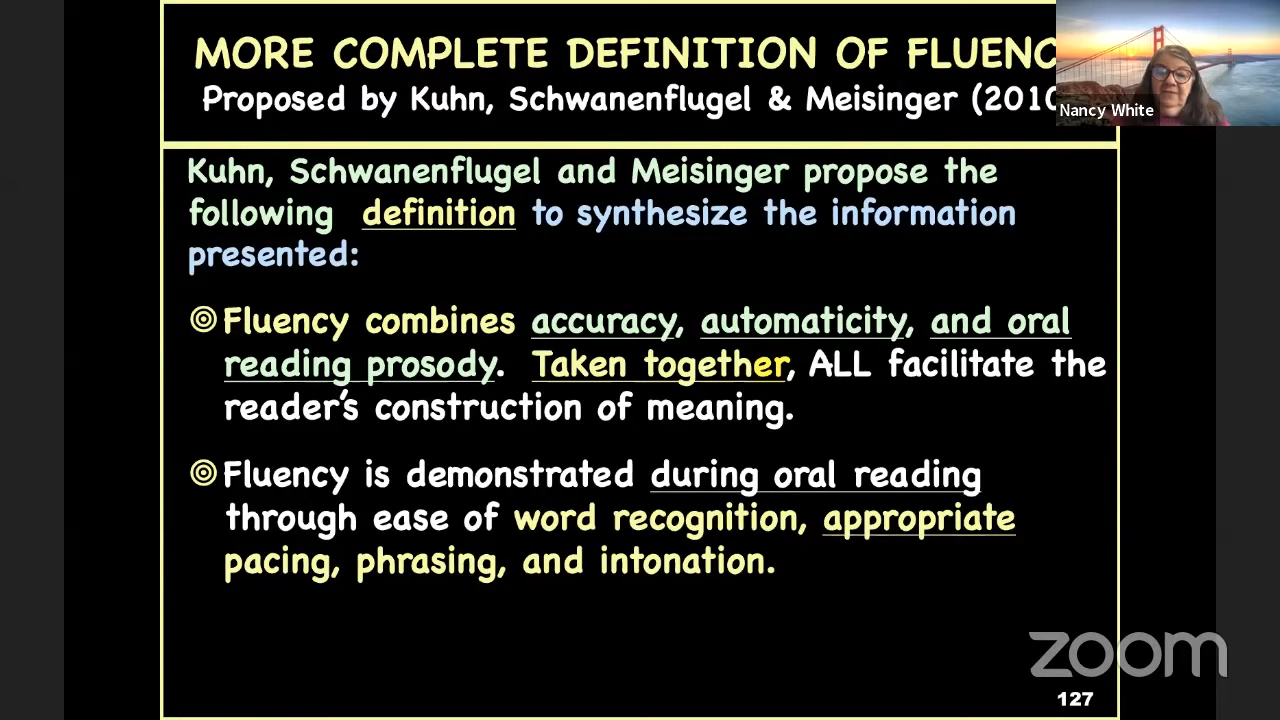 MORE COMPLETE DEFINITION OF FLUENC
Proposed by Kuhn, Schwanenflugel & Meisinger (2010
Nancy White
Kuhn, Schwanenflugel and Meisinger propose the
following definition to synthesize the information
presented:
Fluency combines accuracy, automaticity, and oral
reading prosody. Taken together, ALL facilitate the
reader's construction of meaning.
Fluency is demonstrated during oral reading
through ease of word recognition, appropriate
pacing, phrasing, and intonation.
zoom
127